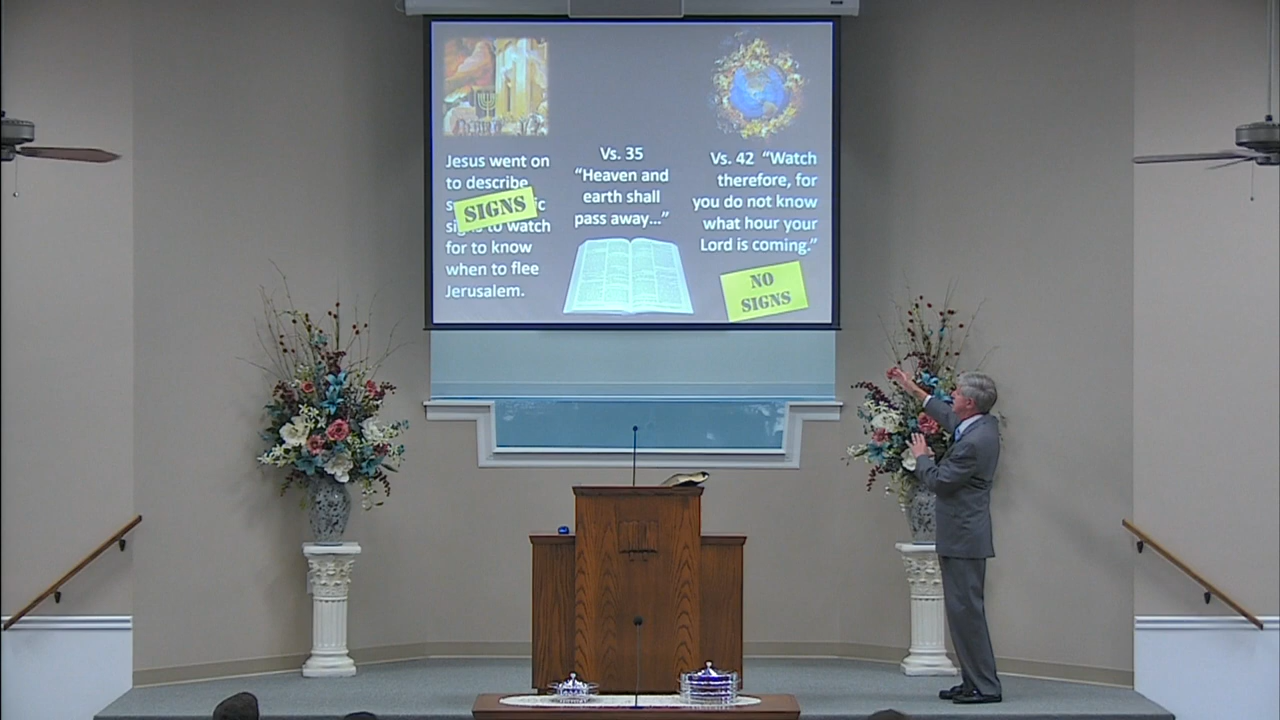 Jesus went on
to describe
SIGNS
to watch
for to know
when to flee
Jerusalem.
Vs. 35
“Heaven and
earth shall
pass away...”
Vs. 42 “Watch
therefore, for
you do not know
what hour your
Lord is coming.”
NO
SIGNS